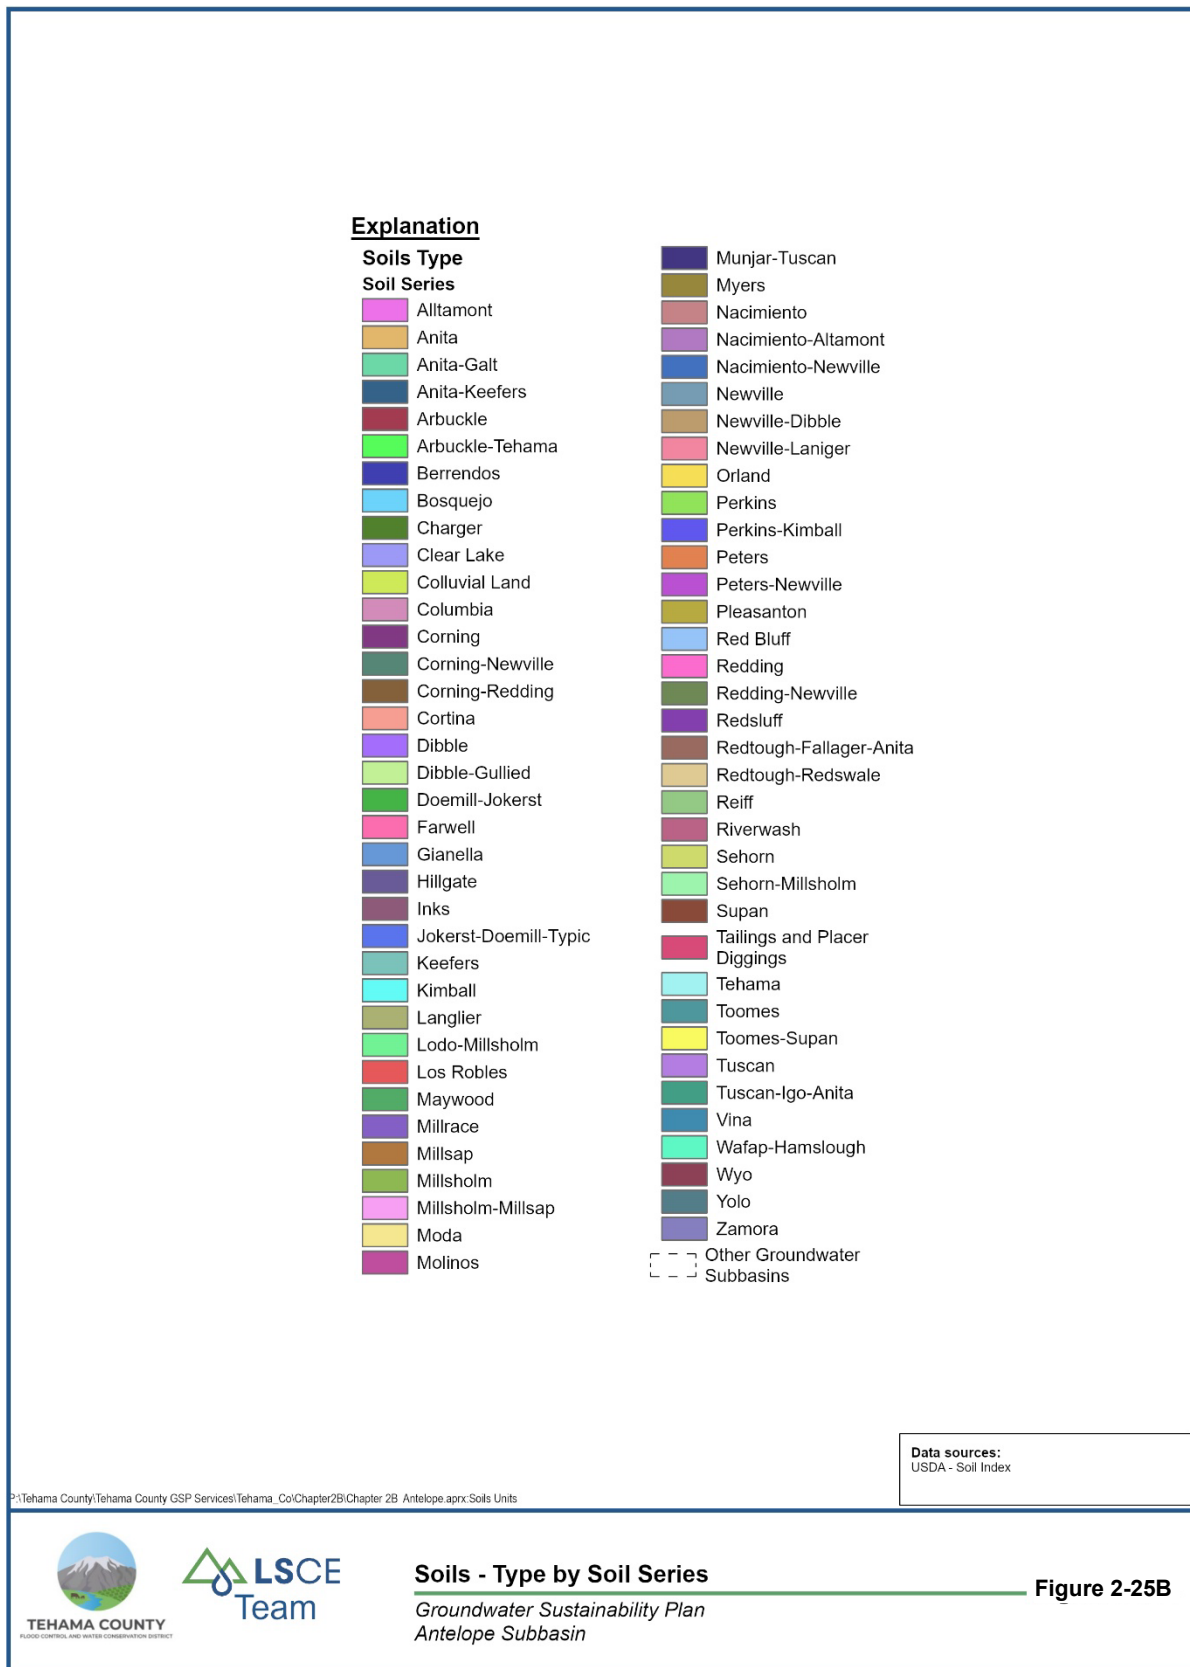 Explanation
Soils Type
Soil Series
Alltamont
Anita
Anita-Galt
Anita-Keefers
Arbuckle
Arbuckle-Tehama
Berrendos
Bosquejo
Charger
Clear Lake
Colluvial Land
Columbia
Corning
Corning-Newville
Corning-Redding
Cortina
Dibble
Dibble-Gullied
Doemill-Jokerst
Farwell
Gianella
Hillgate
Inks
Jokerst-Doemill-Typic
Keefers
Kimball
Langlier
Lodo-Millsholm
Los Robles
Maywood
Millrace
Millsap
Millsholm
Millsholm-Millsap
Moda
Molinos
Munjar-Tuscan
Myers
Nacimiento
Nacimiento-Altamont
Nacimiento-Newville
Newville
Newville-Dibble
Newville-Laniger
Orland
Perkins
Perkins-Kimball
Peters
Peters-Newville
Pleasanton
Red Bluff
Redding
Redding-Newville
Redsluff
Redtough-Fallager-Anita
Redtough-Redswale
Reiff
Riverwash
Sehorn
Sehorn-Millsholm
Supan
Tailings and Placer
Diggings
Tehama
Toomes
Toomes-Supan
Tuscan
Tuscan-Igo-Anita
Vina
Wafap-Hamslough
Wyo
Yolo
Zamora
Other Groundwater
Subbasins
Data sources:
USDA - Soil Index
P:\Tehama County\Tehama County GSP Services\Tehama_Co\Chapter2B\Chapter 2B_Antelope.aprx:Soils Units
TEHAMA COUNTY
FLOOD CONTROL AND WATER CONSERVATION DISTRICT
LSCE
Team
Soils - Type by Soil Series
Groundwater Sustainability Plan
Antelope Subbasin
Figure 2-25B